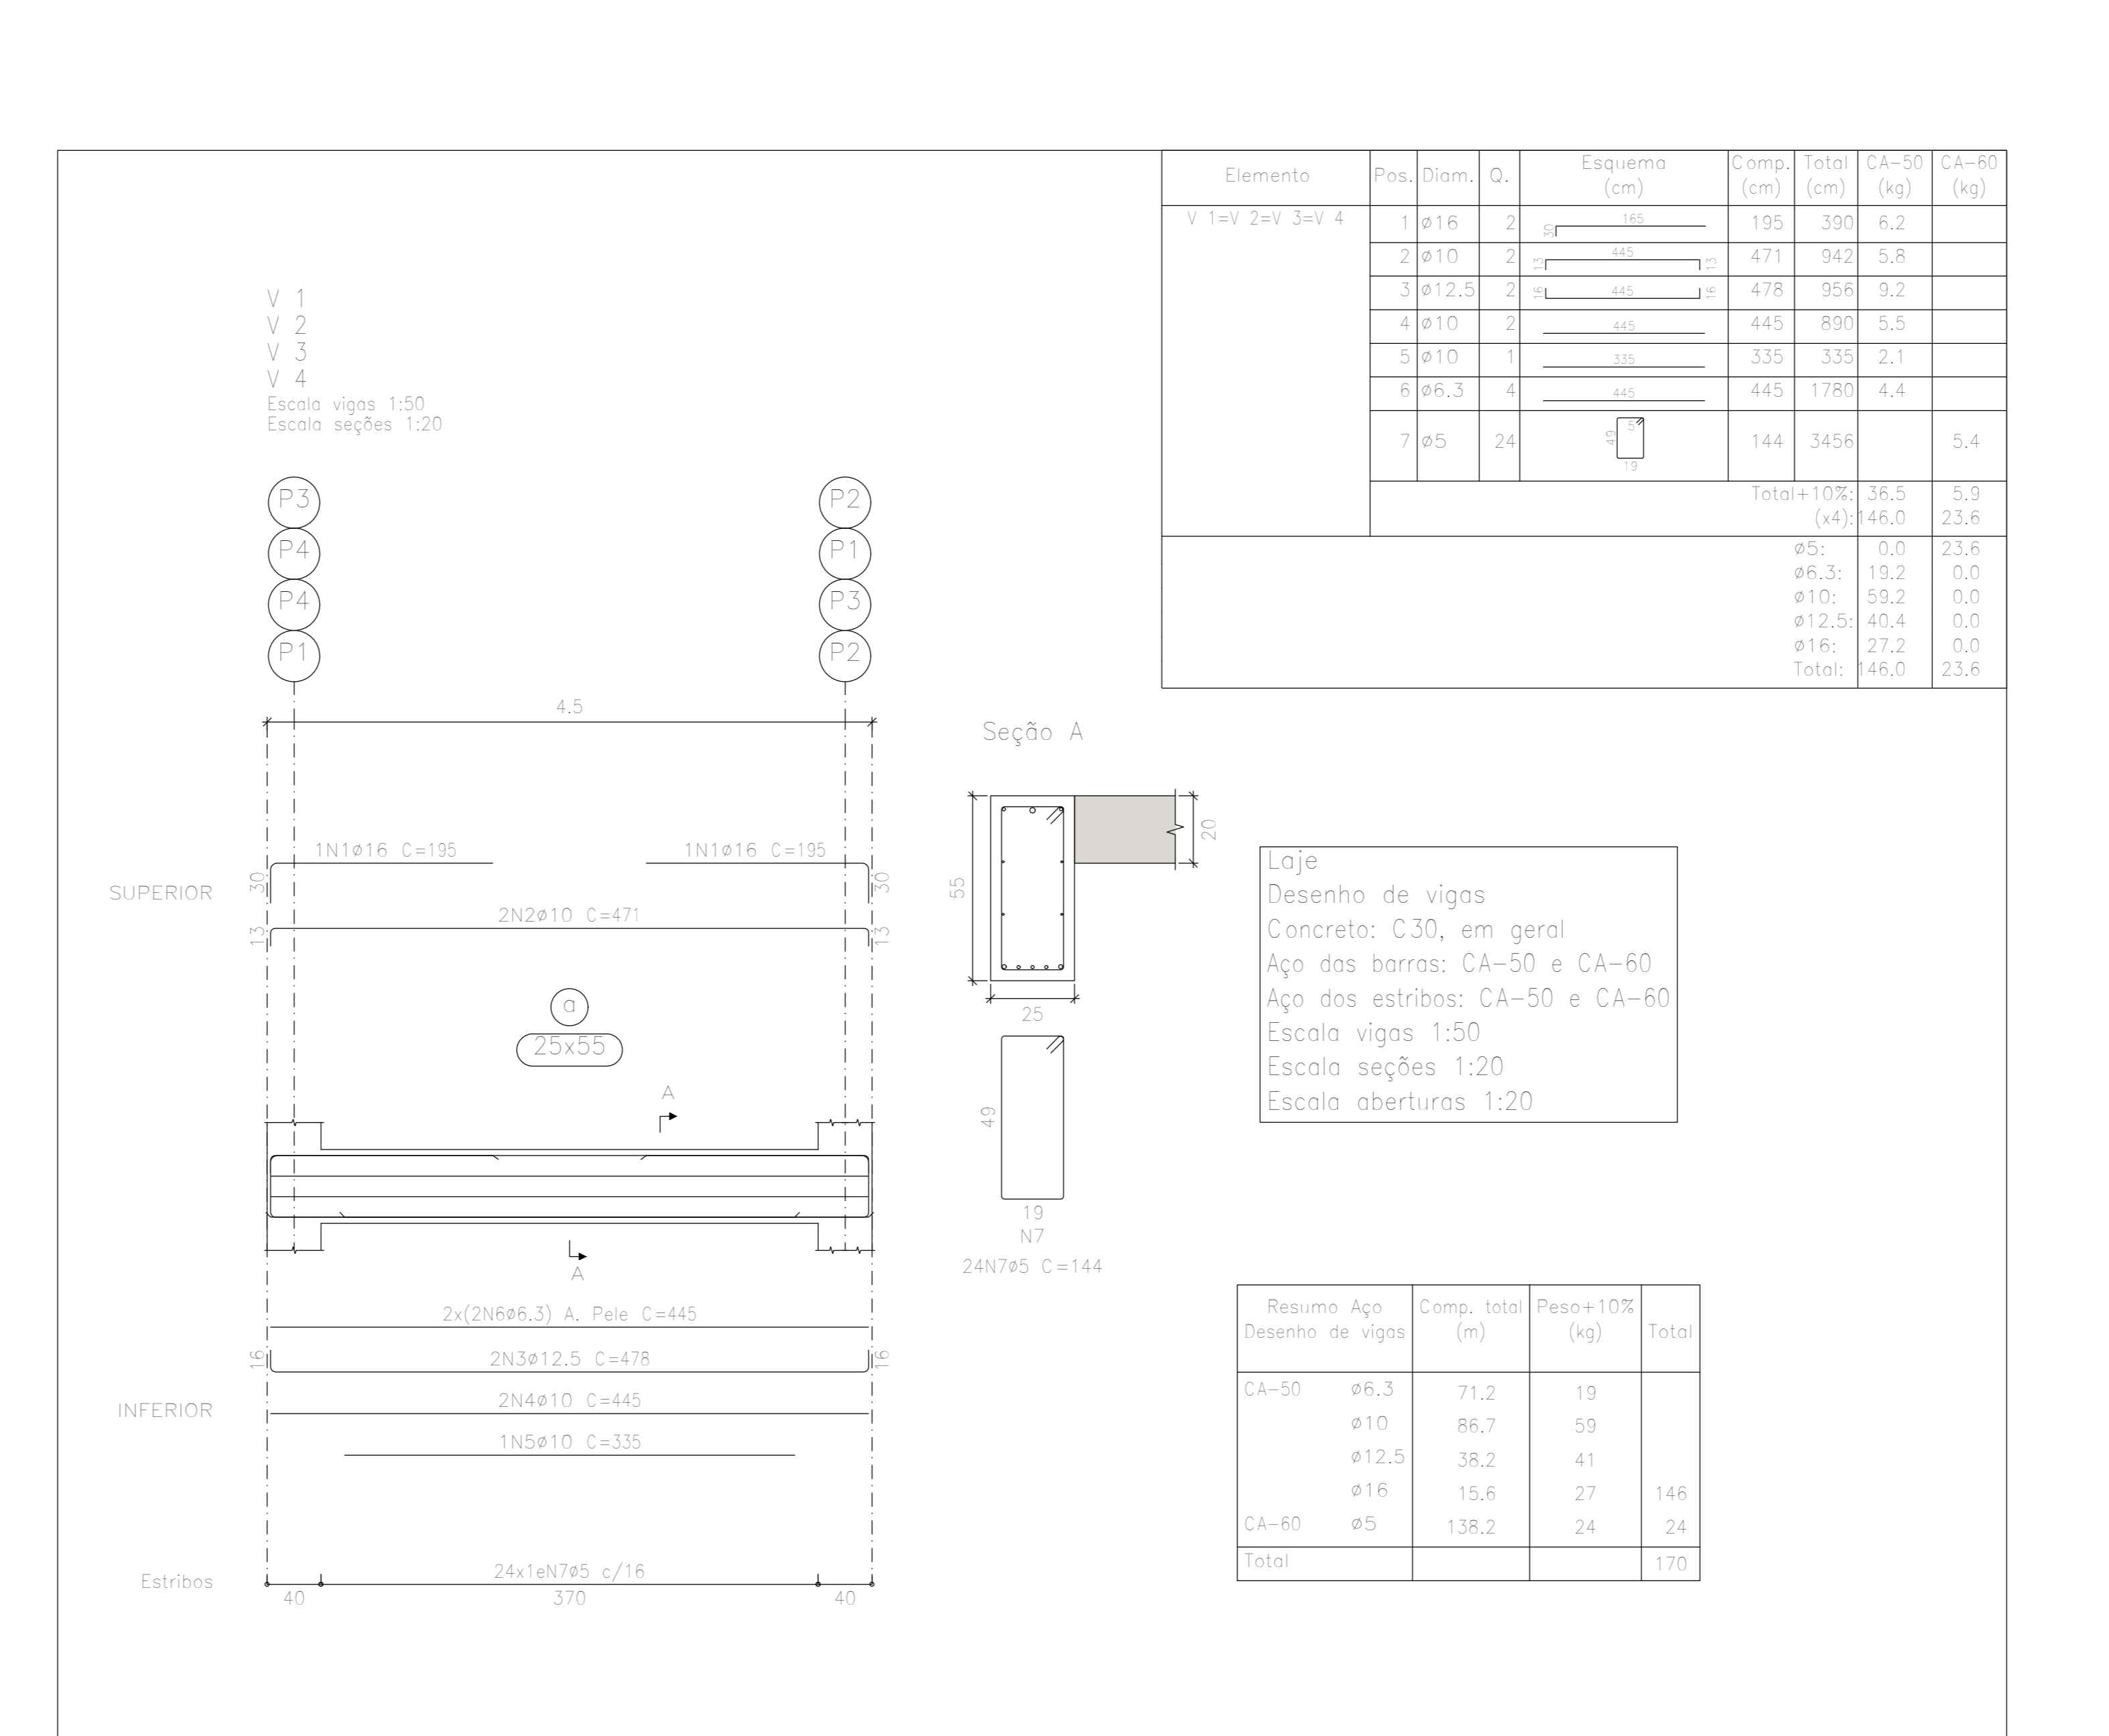 Elemento Pos. Diam. Q. Esquema (cm) Comp. (cm) Total (cm) CA-50 (kg) CA-60 (kg)
V 1=V 2=V 3=V 4 1 ø16 2 30 165 195 390 6.2
2 ø10 2 13 445 13 471 942 5.8
3 ø12.5 2 16 445 16 478 956 9.2
4 ø10 2 445 445 890 5.5
5 ø10 1 335 335 335 2.1
6 ø6.3 4 445 445 1780 4.4
7 ø5 24 49 5 19 144 3456 5.4
Total+10%: 36.5 5.9
(x4): 146.0 23.6
ø5: 0.0 23.6
ø6.3: 19.2 0.0
ø10: 59.2 0.0
ø12.5: 40.4 0.0
ø16: 27.2 0.0
Total: 146.0 23.6
V 1
V 2
V 3
V 4
Escala vigas 1:50
Escala seções 1:20
P3 P2
P4 P1
P4 P3
P1 P2
4.5
SUPERIOR
1N1ø16 C=195 1N1ø16 C=195
30 30
2N2ø10 C=471
13 13
a
25x55
A
A
2x(2N6ø6.3) A. Pele C=445
16 2N3ø12.5 C=478 16
INFERIOR
2N4ø10 C=445
1N5ø10 C=335
Estribos
24x1eN7ø5 c/16
40 370 40
Seção A
55
20
25
49
19
N7
24N7ø5 C=144
Laje
Desenho de vigas
Concreto: C30, em geral
Aço das barras: CA-50 e CA-60
Aço dos estribos: CA-50 e CA-60
Escala vigas 1:50
Escala seções 1:20
Escala aberturas 1:20
Resumo Aço Comp. total Peso+10%
Desenho de vigas (m) (kg) Total
CA-50 ø6.3 71.2 19
ø10 86.7 59
ø12.5 38.2 41
ø16 15.6 27 146
CA-60 ø5 138.2 24 24
Total 170